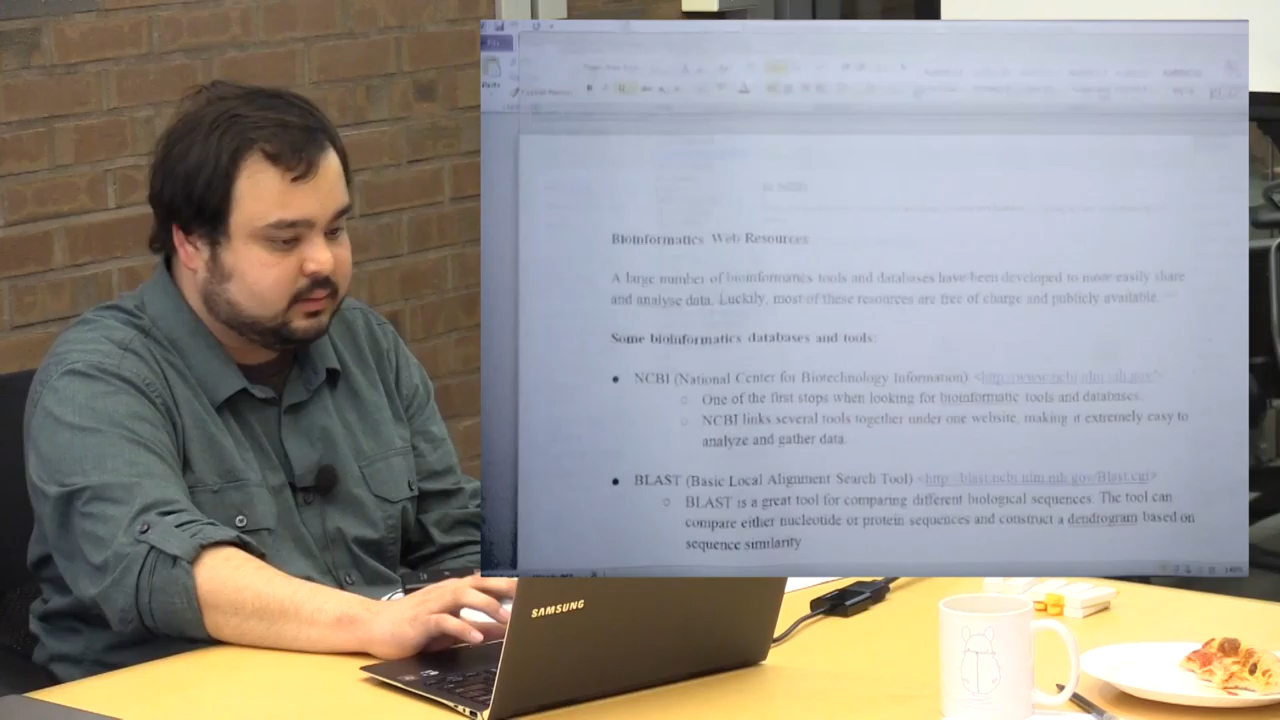 Bioinformatics Web Resources
A large number of bioinformatics tools and databases have been developed to more easily share
and analyse data. Luckily, most of these resources are free of charge and publicly available.
Some bioinformatics databases and tools:
• NCBI (National Center for Biotechnology Information)
○ One of the first stops when looking for bioinformatic tools and databases.
○ NCBI links several tools together under one website, making it extremely easy to
analyze and gather data.
• BLAST (Basic Local Alignment Search Tool)
○ BLAST is a great tool for comparing different biological sequences. The tool can
compare either nucleotide or protein sequences and construct a dendrogram based on
sequence similarity
SAMSUNG